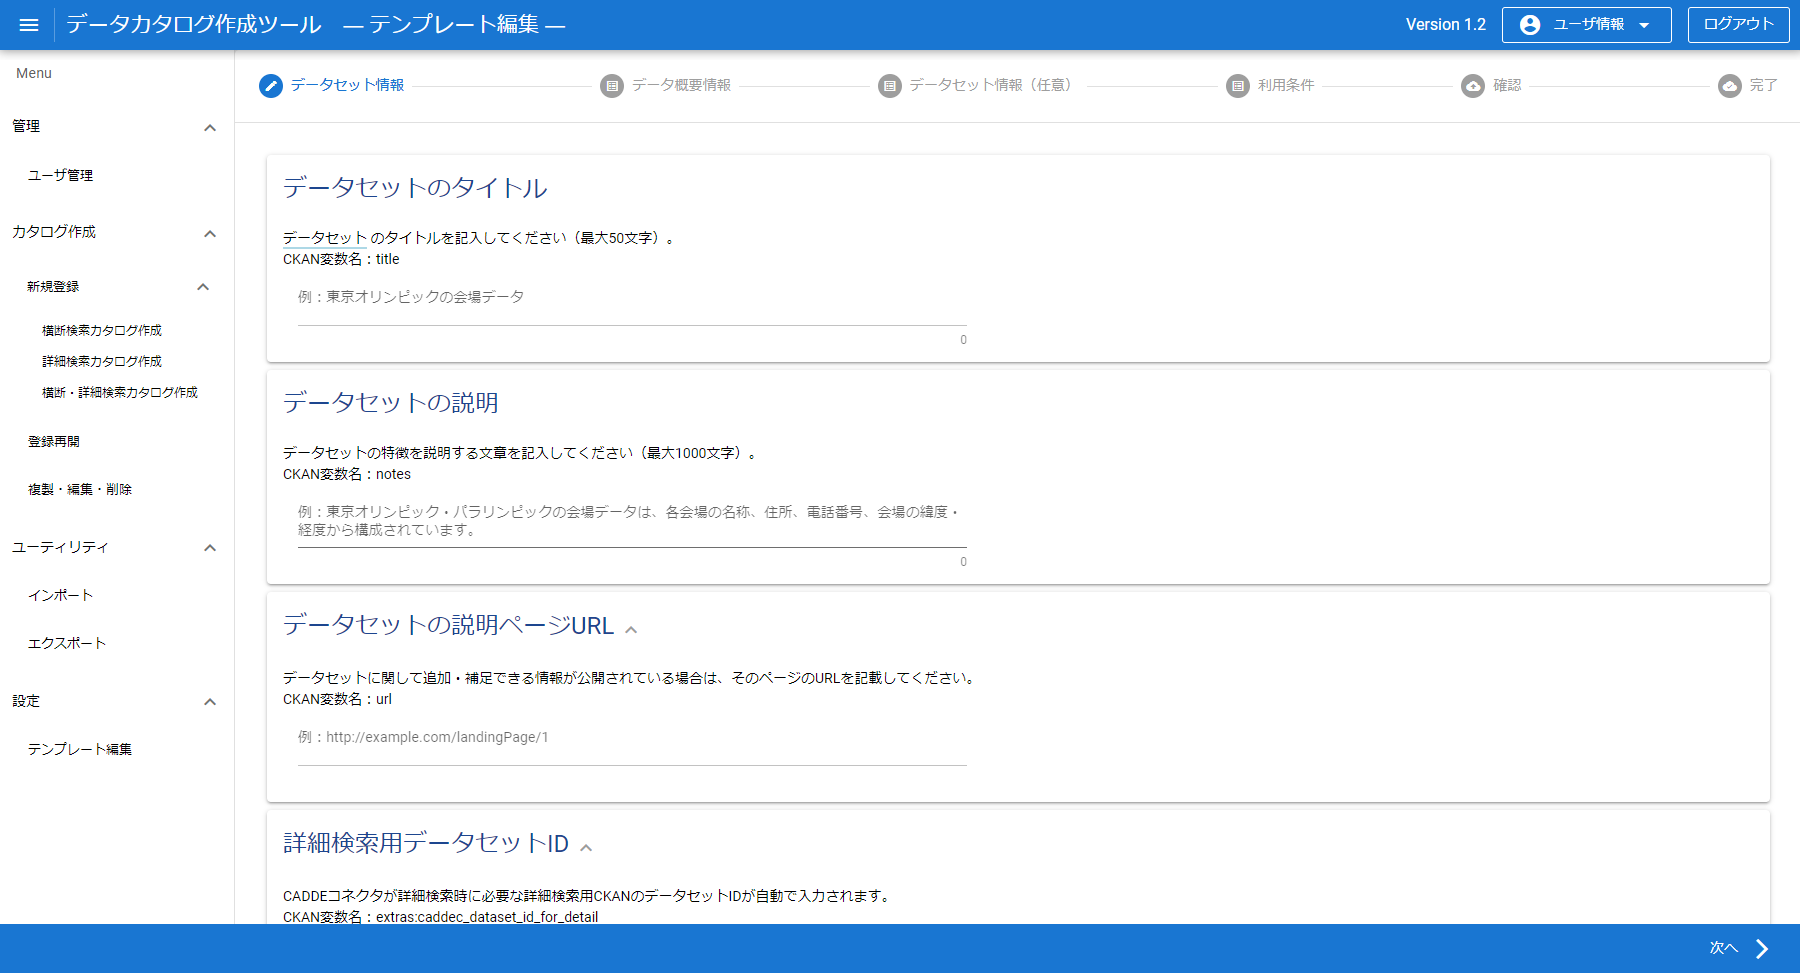 データカタログ作成ツール　― テンプレート編集 ―
Version 1.2
ユーザ情報
ログアウト
Menu
管理
ユーザ管理
カタログ作成
新規登録
横断検索カタログ作成
詳細検索カタログ作成
横断・詳細検索カタログ作成
登録再開
複製・編集・削除
ユーティリティ
インポート
エクスポート
設定
テンプレート編集
データセット情報
データ概要情報
データセット情報（任意）
利用条件
確認
完了
データセットのタイトル
データセット のタイトルを記入してください（最大50文字）。
CKAN変数名：title
例：東京オリンピックの会場データ
0
データセットの説明
データセットの特徴を説明する文章を記入してください（最大1000文字）。
CKAN変数名：notes
例：東京オリンピック・パラリンピックの会場データは、各会場の名称、住所、電話番号、会場の緯度・
経度から構成されています。
0
データセットの説明ページURL
データセットに関して追加・補足できる情報が公開されている場合は、そのページのURLを記載してください。
CKAN変数名：url
例：http://example.com/landingPage/1
詳細検索用データセットID
CADDEコネクタが詳細検索時に必要な詳細検索用CKANのデータセットIDが自動で入力されます。
CKAN変数名：extras:caddec_dataset_id_for_detail
次へ